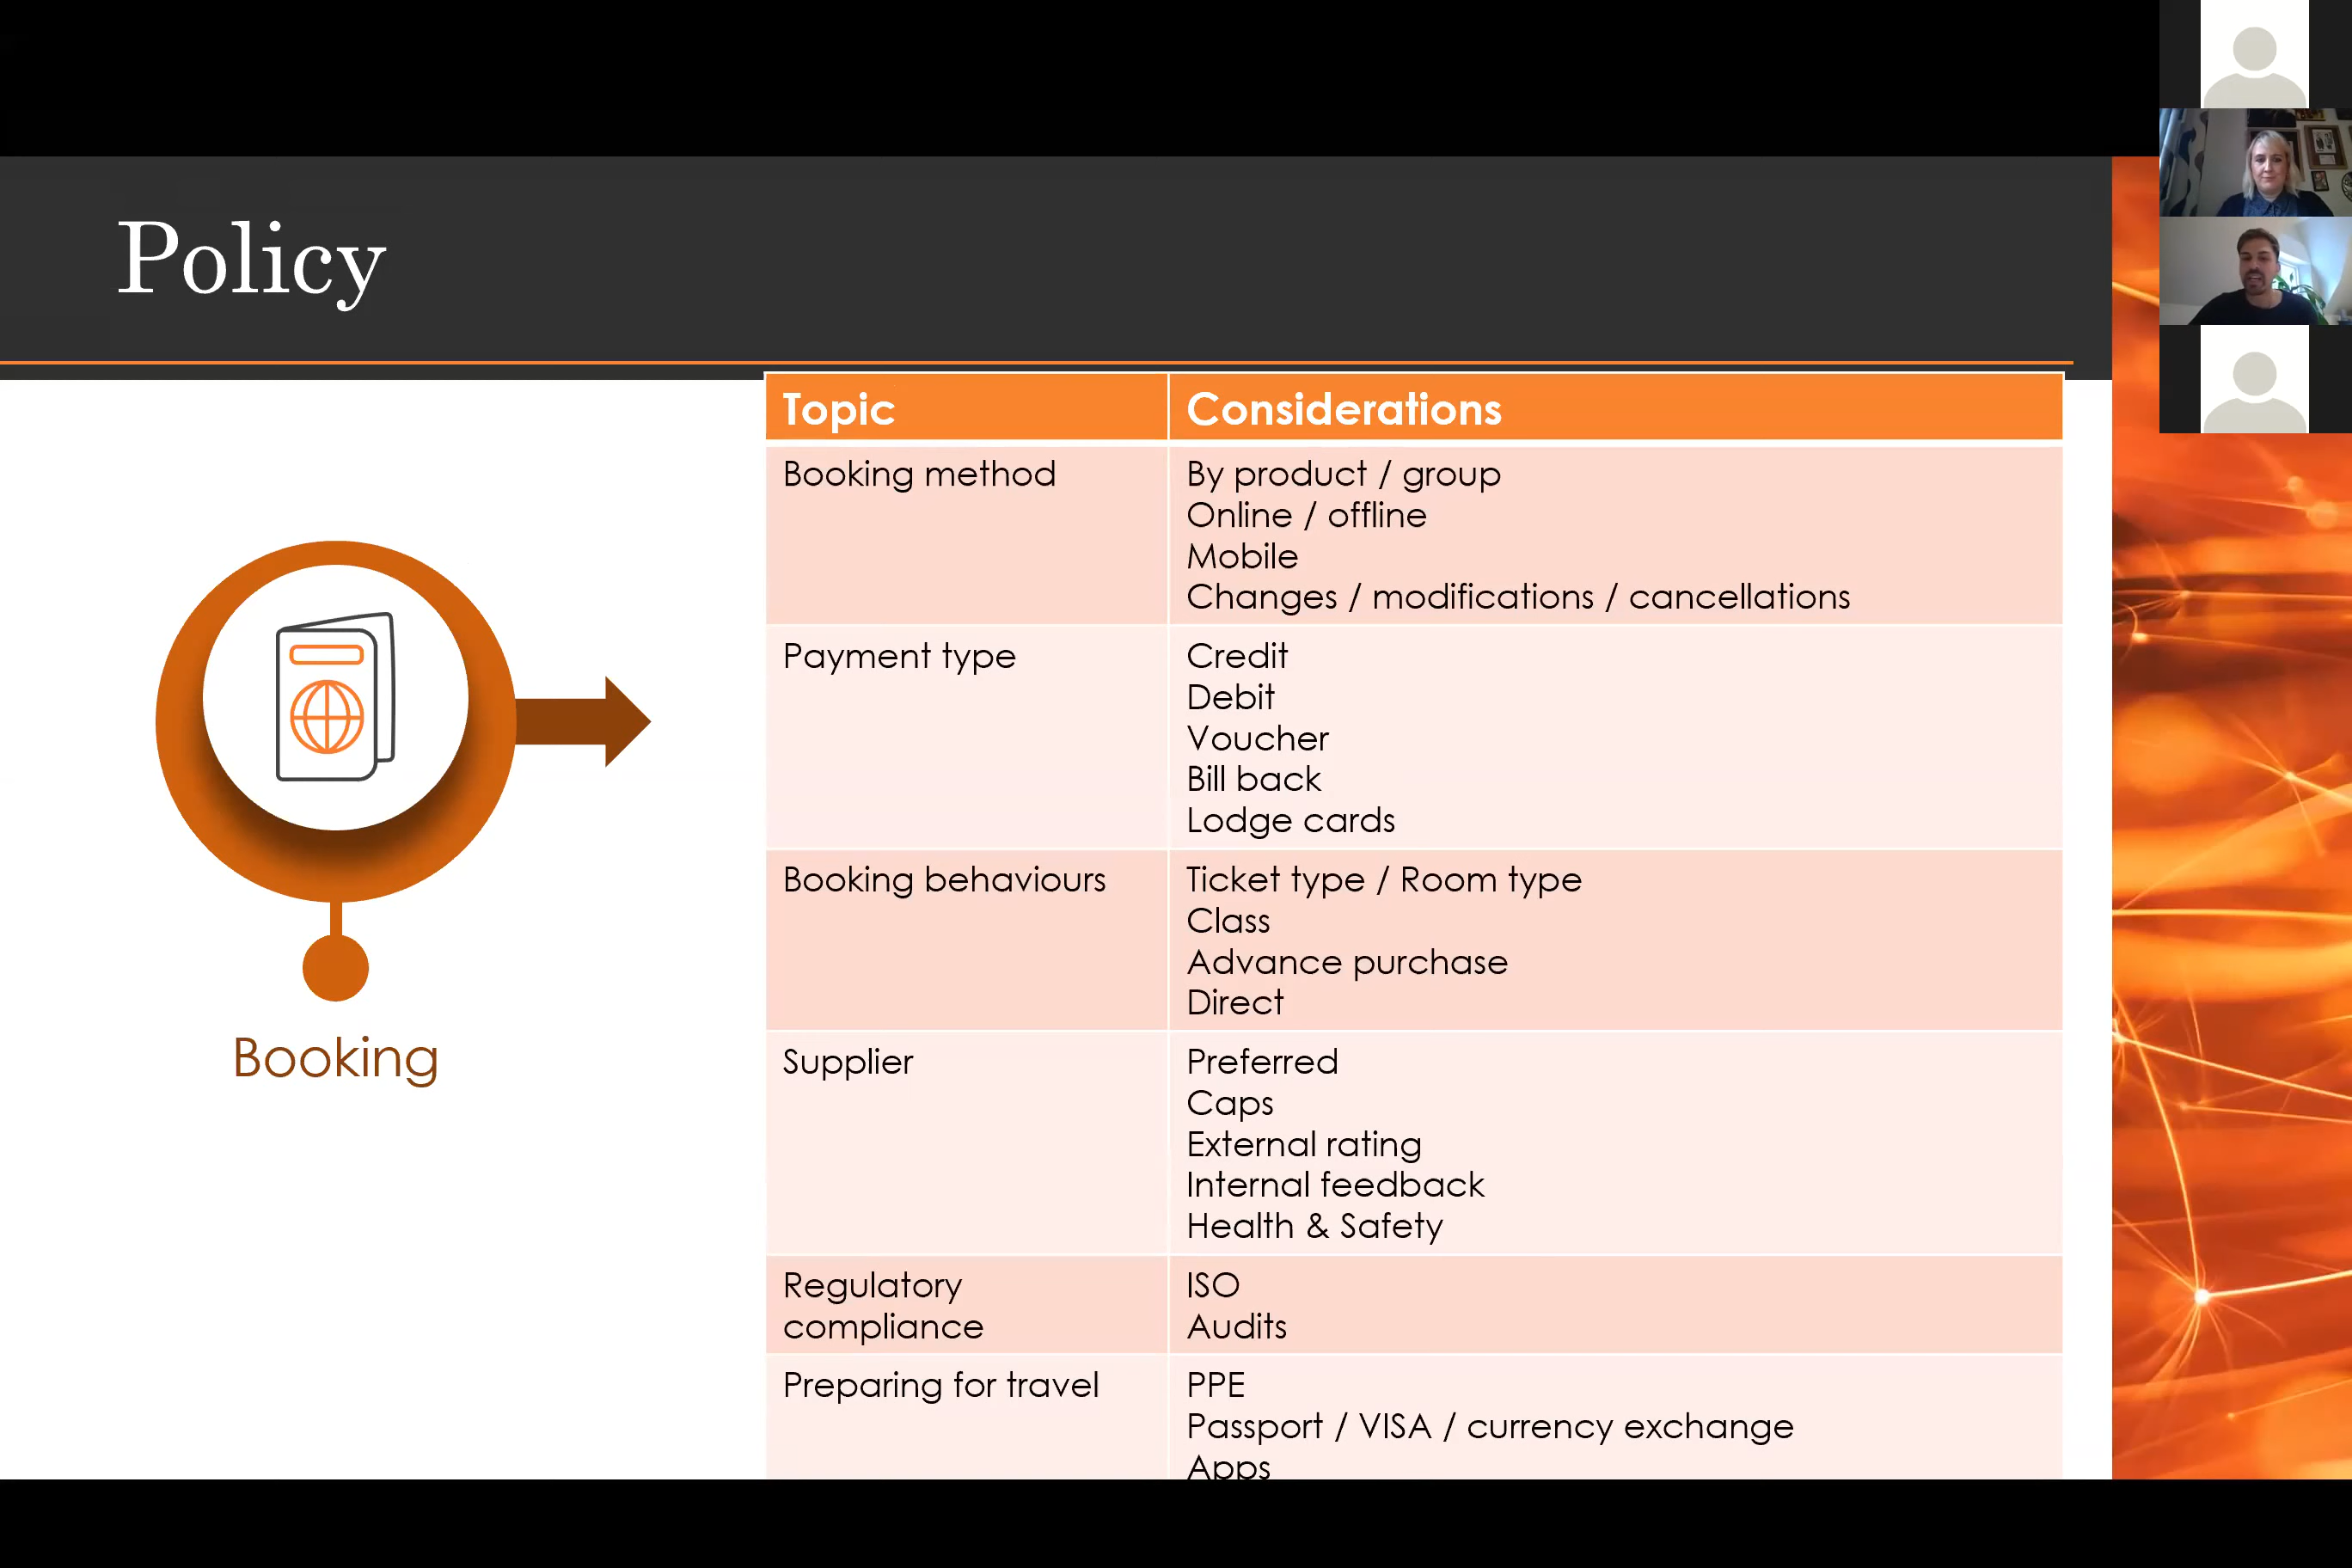 Policy
Topic
Considerations
Booking method
By product / group
Online / offline
Mobile
Changes / modifications / cancellations
Payment type
Credit
Debit
Voucher
Bill back
Lodge cards
Booking behaviours
Ticket type / Room type
Class
Advance purchase
Direct
Supplier
Preferred
Caps
External rating
Internal feedback
Health & Safety
Regulatory
compliance
ISO
Audits
Preparing for travel
PPE
Passport / VISA / currency exchange
Apps
Booking